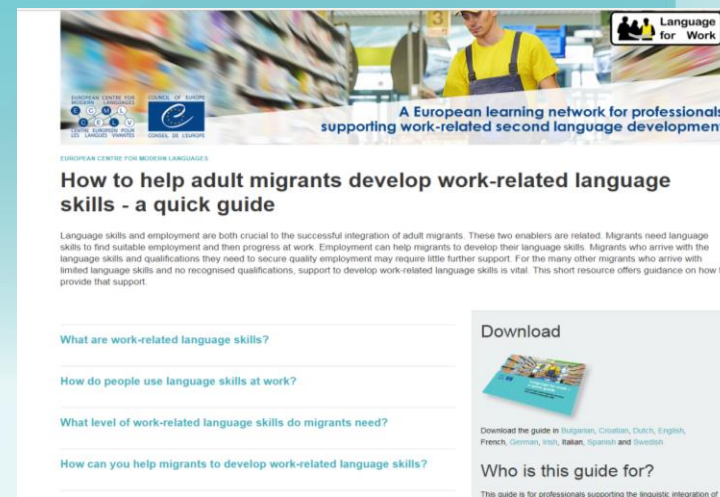 3
Language
for Work
EUROPEAN CENTRE FOR
MODERN LANGUAGES
COUNCIL OF EUROPE
CENTRE EUROPEEN POUR
LES LANGUES VIVANTES
CONSEIL DE L'EUROPE
A European learning network for professionals
supporting work-related second language developmen
EUROPEAN CENTRE FOR MODERN LANGUAGES
How to help adult migrants develop work-related language
skills - a quick guide
Language skills and employment are both crucial to the successful integration of adult migrants. These two enablers are related. Migrants need language
skills to find suitable employment and then progress at work. Employment can help migrants to develop their language skills. Migrants who arrive with the
language skills and qualifications they need to secure quality employment may require little further support. For the many other migrants who arrive with
limited language skills and no recognised qualifications, support to develop work-related language skills is vital. This short resource offers guidance on how t
provide that support.
What are work-related language skills?
How do people use language skills at work?
What level of work-related language skills do migrants need?
How can you help migrants to develop work-related language skills?
Download
Download the guide in Bulgarian, Croatian, Dutch, English,
French, German, Irish, Italian, Spanish and Swedish.
Who is this guide for?
This guide is for professionals supporting the linguistic integration of